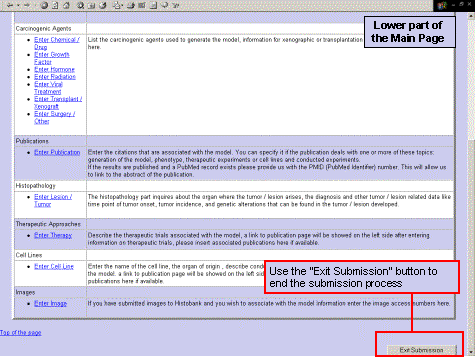 Lower part of
the Main Page
Carcinogenic Agents
Enter Chemical /
Drug
Enter Growth
Factor
Enter Hormone
Enter Radiation
Enter Viral
Treatment
Enter Transplant /
Xenograft
Enter Surgery /
Other
List the carcinogenic agents used to generate the model, information for xenographic or transplantation
here.
Publications
Enter Publication
Enter the citations that are associated with the model. You can specify it if the publication deals with one or more of these topics:
generation of the model, phenotype, therapeutic experiments or cell lines and conducted experiments.
If the results are published and a PubMed record exists please provide us with the PMID (PubMed Identifier) number. This will allow us
to link to the abstract of the publication.
Histopathology
Enter Lesion /
Tumor
The histopathology part inquires about the organ where the tumor / lesion arises, the diagnosis and other tumor / lesion related data like
time point of tumor onset, tumor incidence, and genetic alterations that can be found in the tumor / lesion developed.
Therapeutic Approaches
Enter Therapy
Describe the therapeutic trials associated with the model, a link to publication page will be showed on the left side after entering
information on therapeutic trials, please insert associated publications here if available.
Cell Lines
Enter Cell Line
Enter the name of the cell line, the organ of origin , describe cond
the model: a link to publication page will be showed on the left sid
publications here if available.
Use the "Exit Submission" button to
end the submission process
Images
Enter Image
If you have submitted images to Histobank and you wish to associate with the model information enter the image access numbers here.
Top of the page
Exit Submission